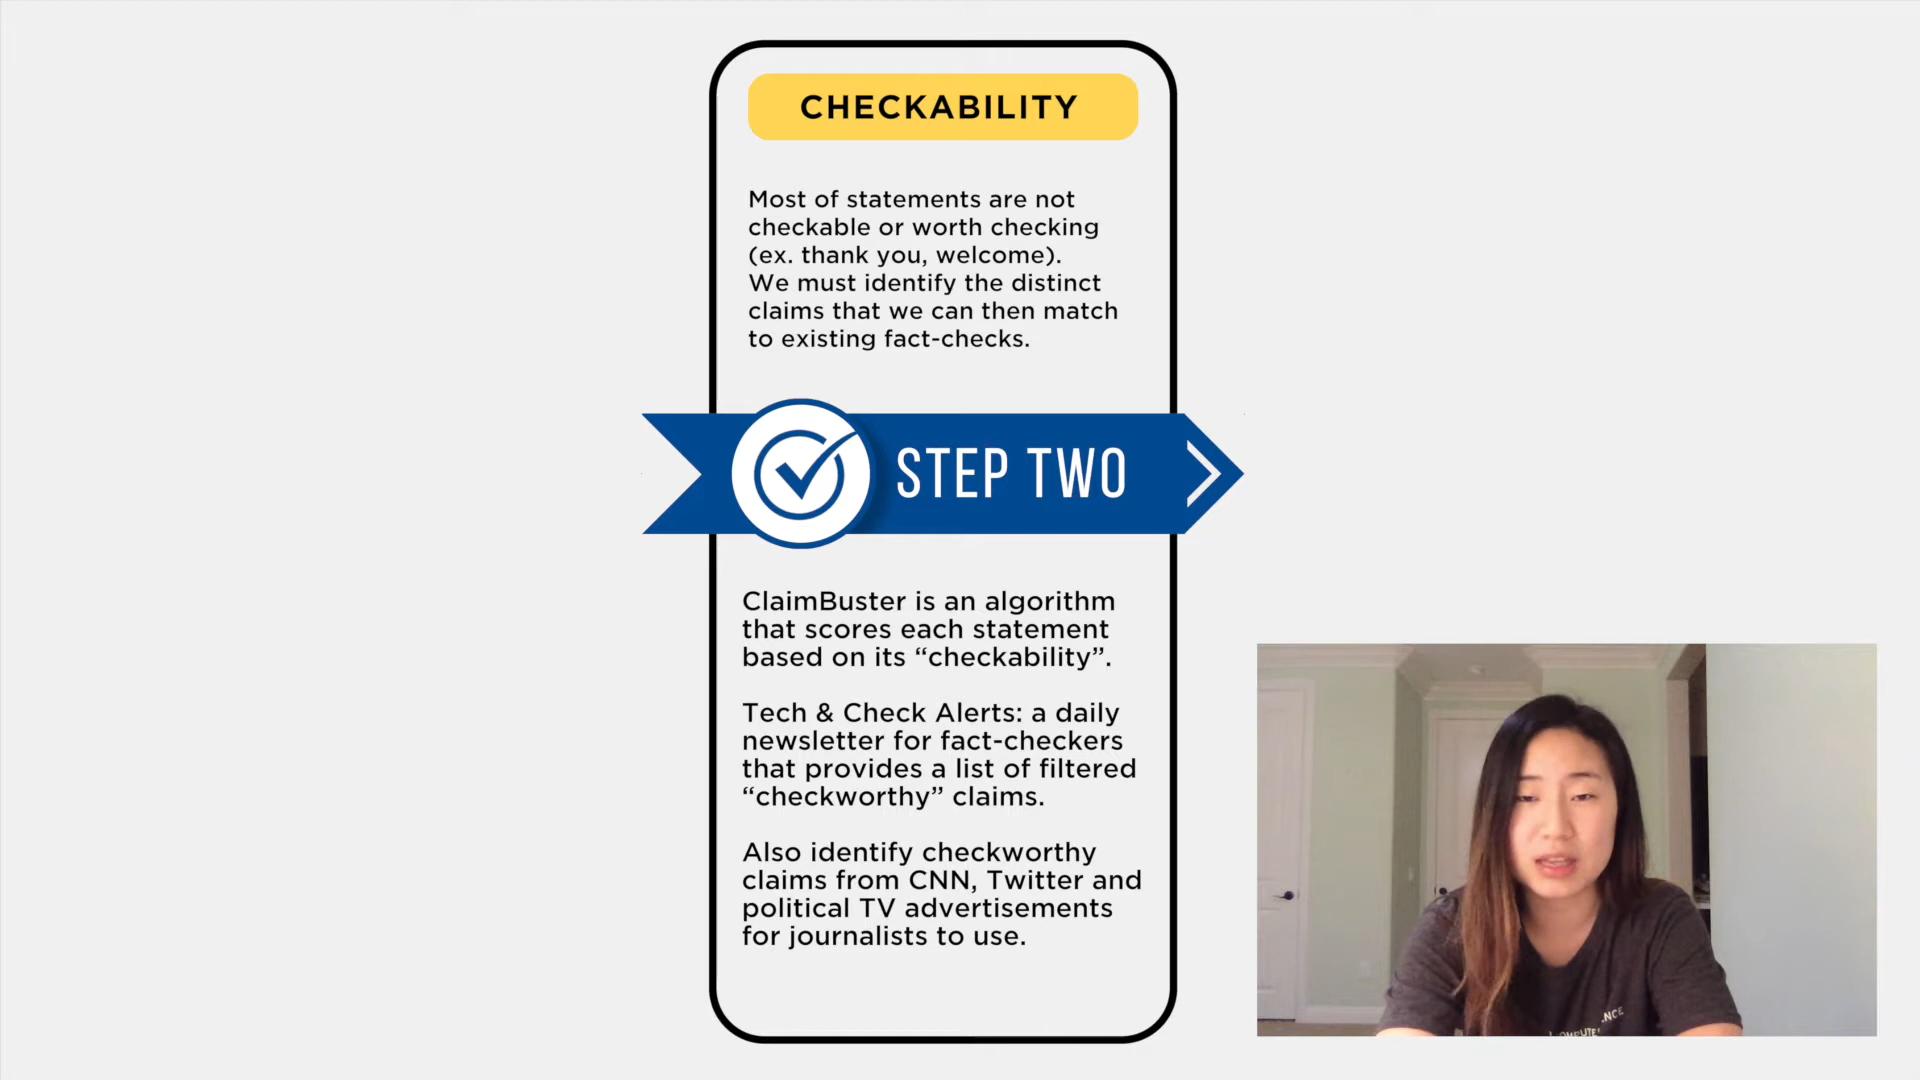 CHECKABILITY
Most of statements are not
checkable or worth checking
(ex. thank you, welcome).
We must identify the distinct
claims that we can then match
to existing fact-checks.
STEP TWO
ClaimBuster is an algorithm
that scores each statement
based on its “checkability”.
Tech & Check Alerts: a daily
newsletter for fact-checkers
that provides a list of filtered
“checkworthy” claims.
Also identify checkworthy
claims from CNN, Twitter and
political TV advertisements
for journalists to use.